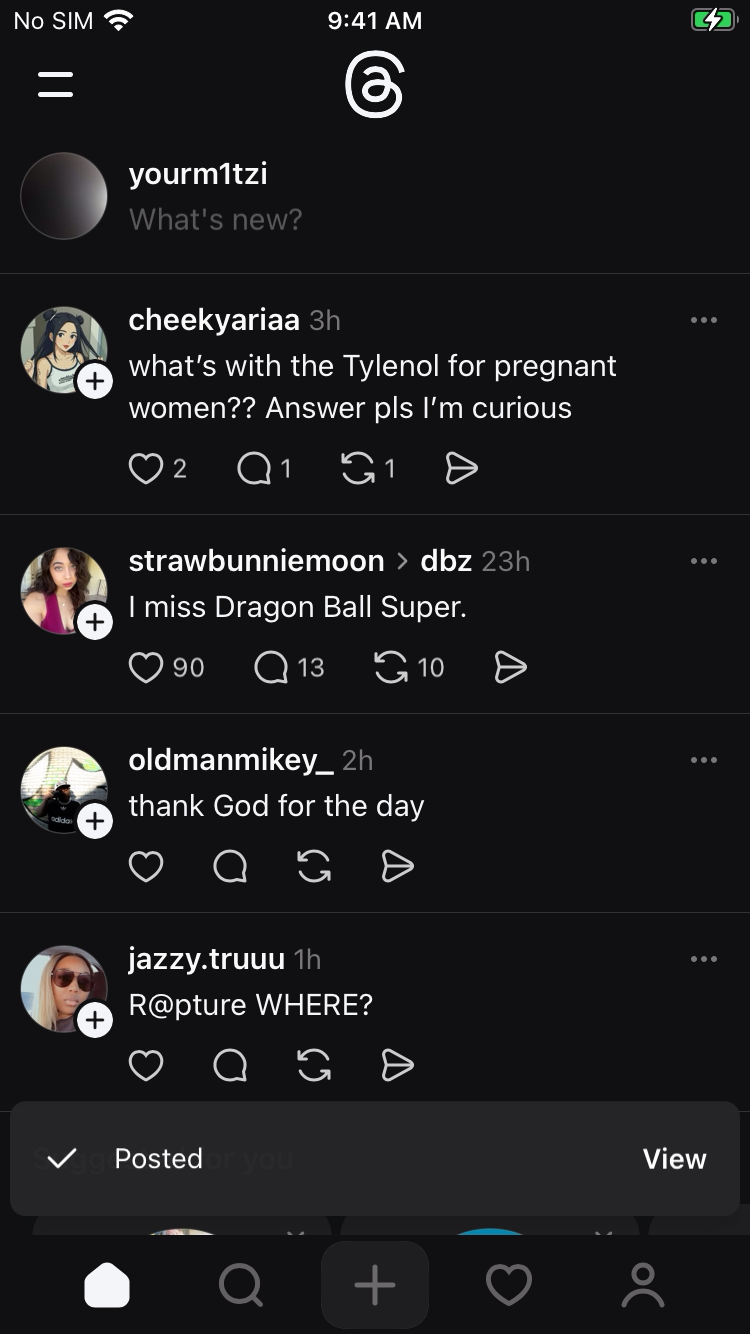 No SIM 9:41 AM
yourm1tzi
What's new?
cheekyariaa 3h
what’s with the Tylenol for pregnant
women?? Answer pls I’m curious
2 1 1
strawbunniemoon > dbz 23h
I miss Dragon Ball Super.
90 13 10
oldmanmikey_ 2h
thank God for the day
jazzy.truuu 1h
R@pture WHERE?
Posted View